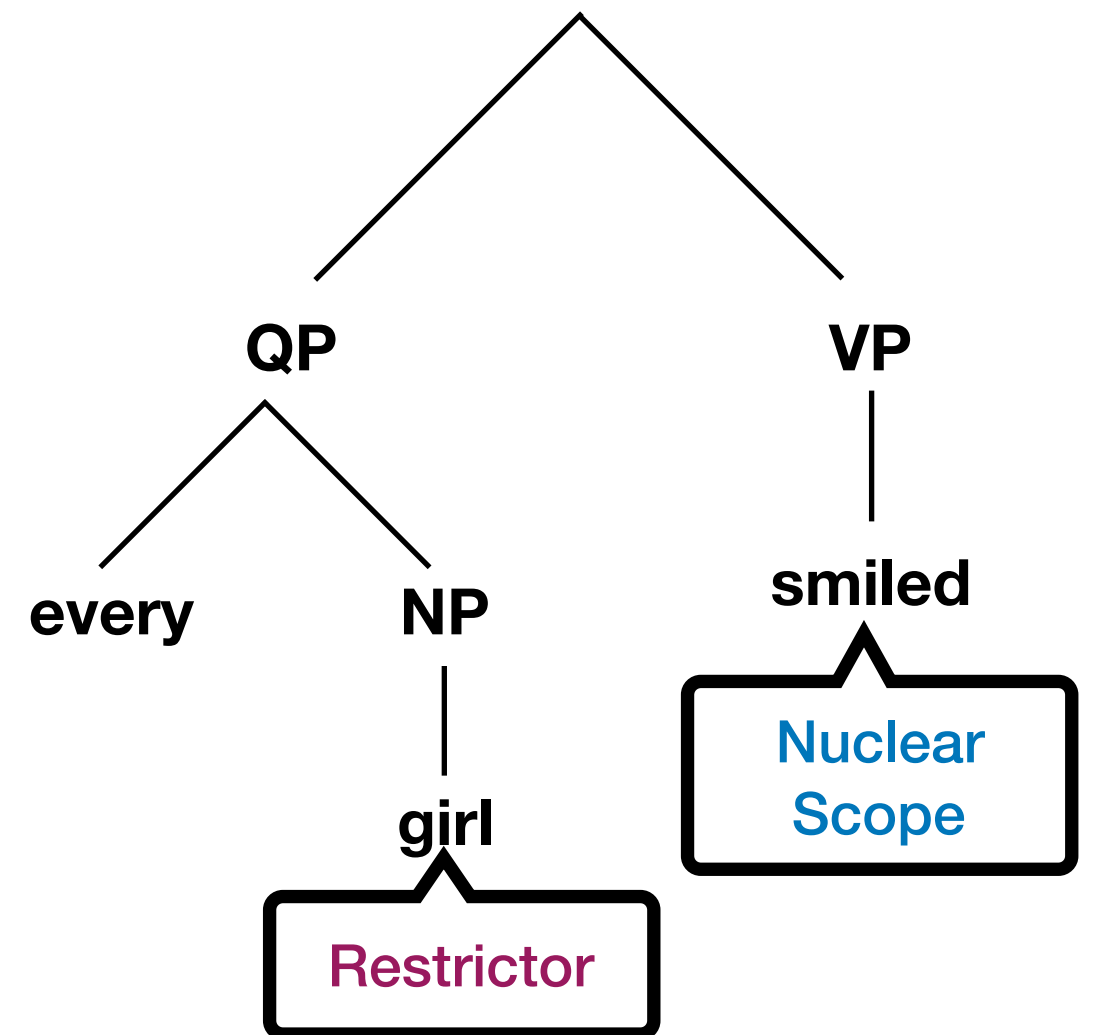 QP VP
every NP smiled
girl
Nuclear
Scope
Restrictor